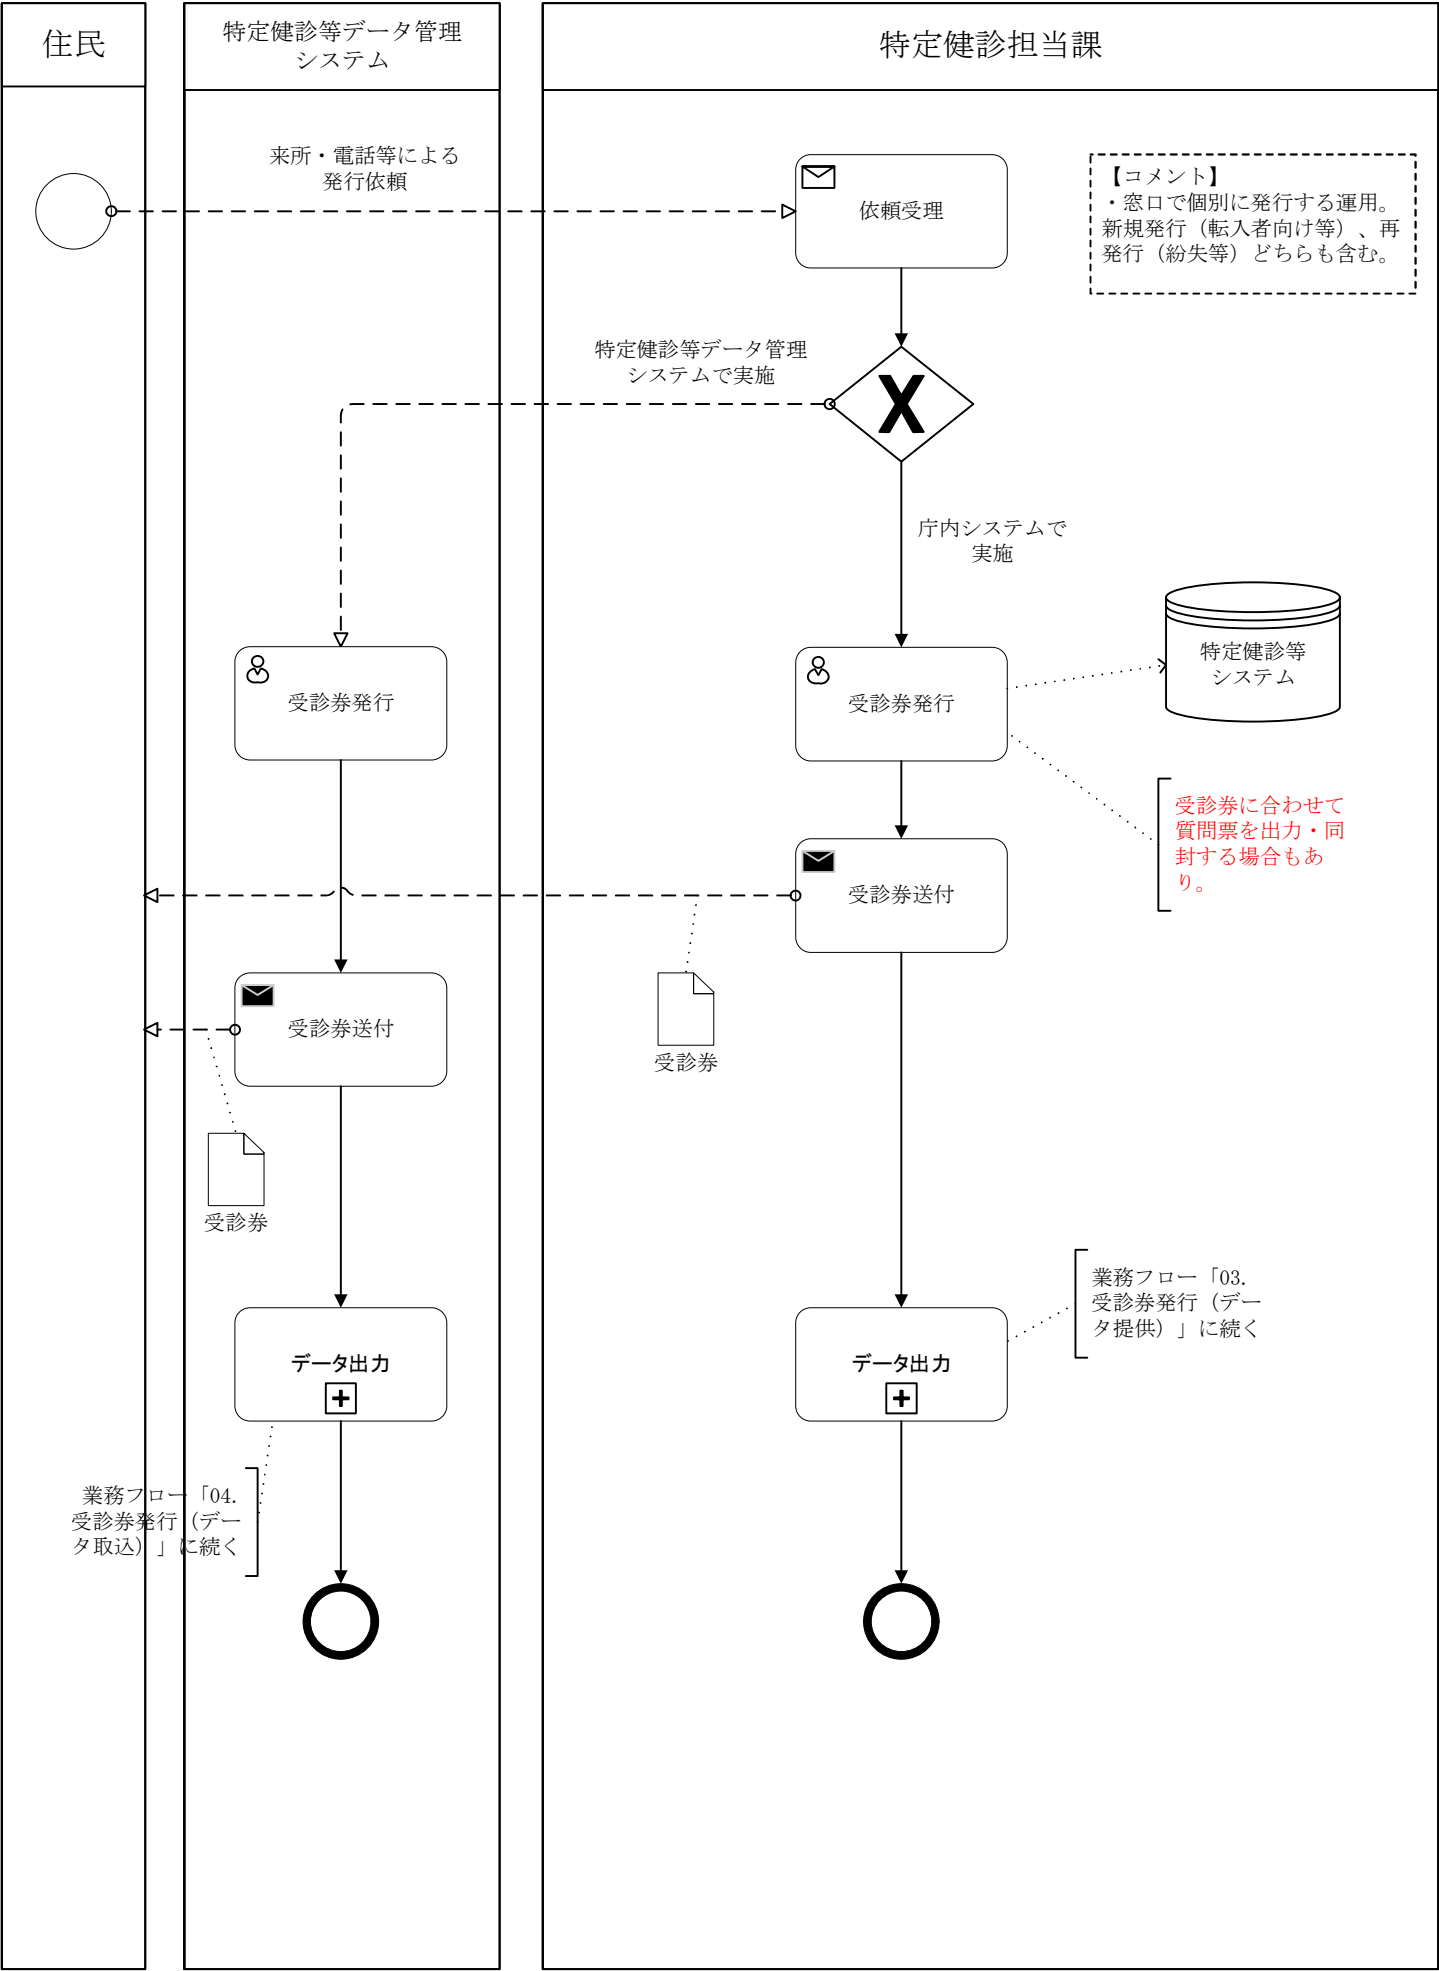 住民
特定健診等データ管理
システム
特定健診担当課
来所・電話等による
発行依頼
依頼受理
【コメント】
・窓口で個別に発行する運用。
新規発行（転入者向け等）、再
発行（紛失等）どちらも含む。
特定健診等データ管理
システムで実施
X
庁内システムで
実施
特定健診等
システム
受診券発行
受診券発行
受診券に合わせて
質問票を出力・同
封する場合もあ
り。
受診券送付
受診券送付
受診券
受診券
業務フロー「03.
受診券発行（デー
タ提供）」に続く
データ出力
データ出力
業務フロー「04.
受診券発行（デー
タ取込）」に続く